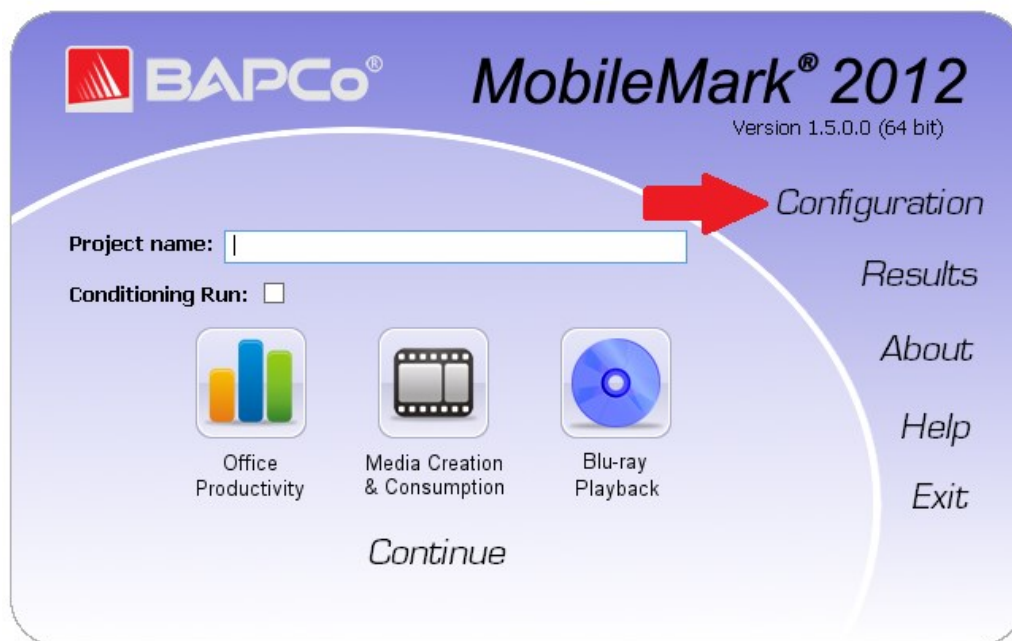 BAPCo®
MobileMark® 2012
Version 1.5.0.0 (64 bit)
Configuration
Project name:
Results
Conditioning Run:
About
Office
Productivity
Media Creation
& Consumption
Blu-ray
Playback
Help
Exit
Continue